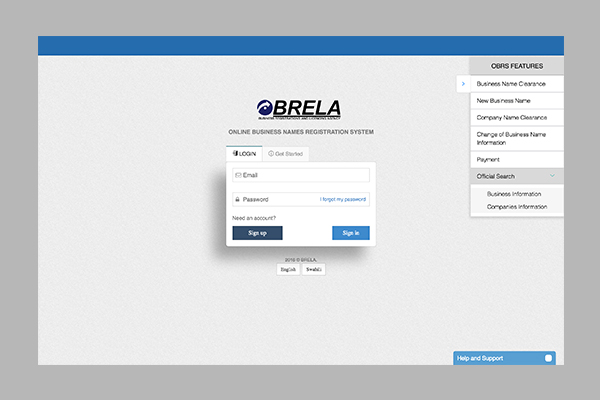 BRELA
BUSINESS REGISTRATIONS AND LICENSING AGENCY
ONLINE BUSINESS NAMES REGISTRATION SYSTEM
LOGIN
Get Started
Email
Password
I forgot my password
Need an account?
Sign up
Sign in
2016 © BRELA.
English
Swahili
OBRS FEATURES
Business Name Clearance
New Business Name
Company Name Clearance
Change of Business Name
Information
Payment
Official Search
Business Information
Companies Information
Help and Support